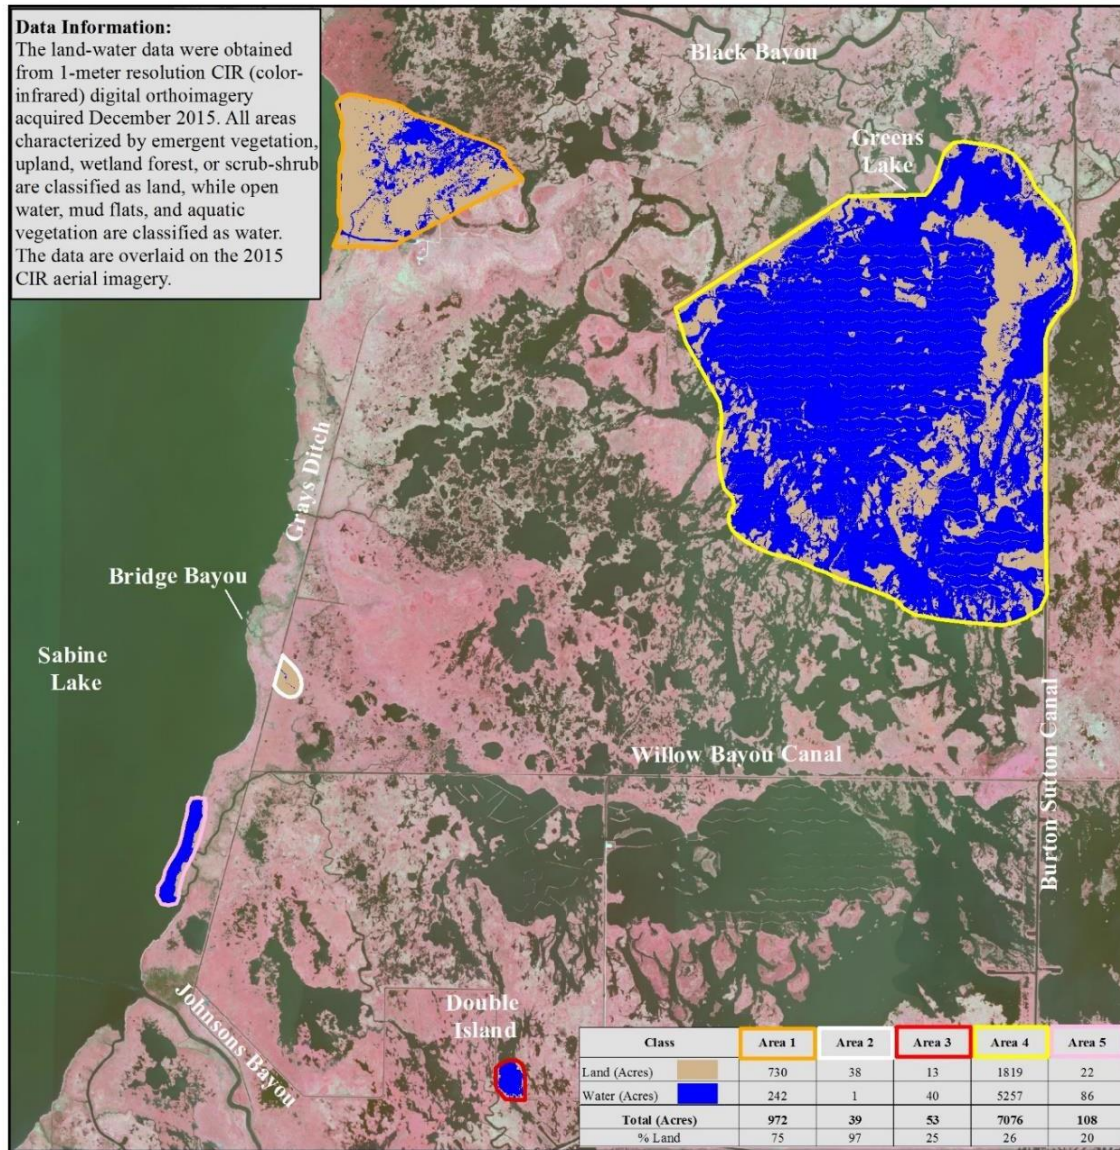 Data Information:
The land-water data were obtained
from 1-meter resolution CIR (color-
infrared) digital orthoimagery
acquired December 2015. All areas
characterized by emergent vegetation,
upland, wetland forest, or scrub-shrub
are classified as land, while open
water, mud flats, and aquatic
vegetation are classified as water.
The data are overlaid on the 2015
CIR aerial imagery.
Black Bayou
Greens
Lake
Grays Ditch
Bridge Bayou
Sabine
Lake
Willow Bayou Canal
Burton Sutton Canal
Johnsons Bayou
Double
Island
Class Area 1 Area 2 Area 3 Area 4 Area 5
Land (Acres) 730 38 13 1819 22
Water (Acres) 242 1 40 5257 86
Total (Acres) 972 39 53 7076 108
% Land 75 97 25 26 20